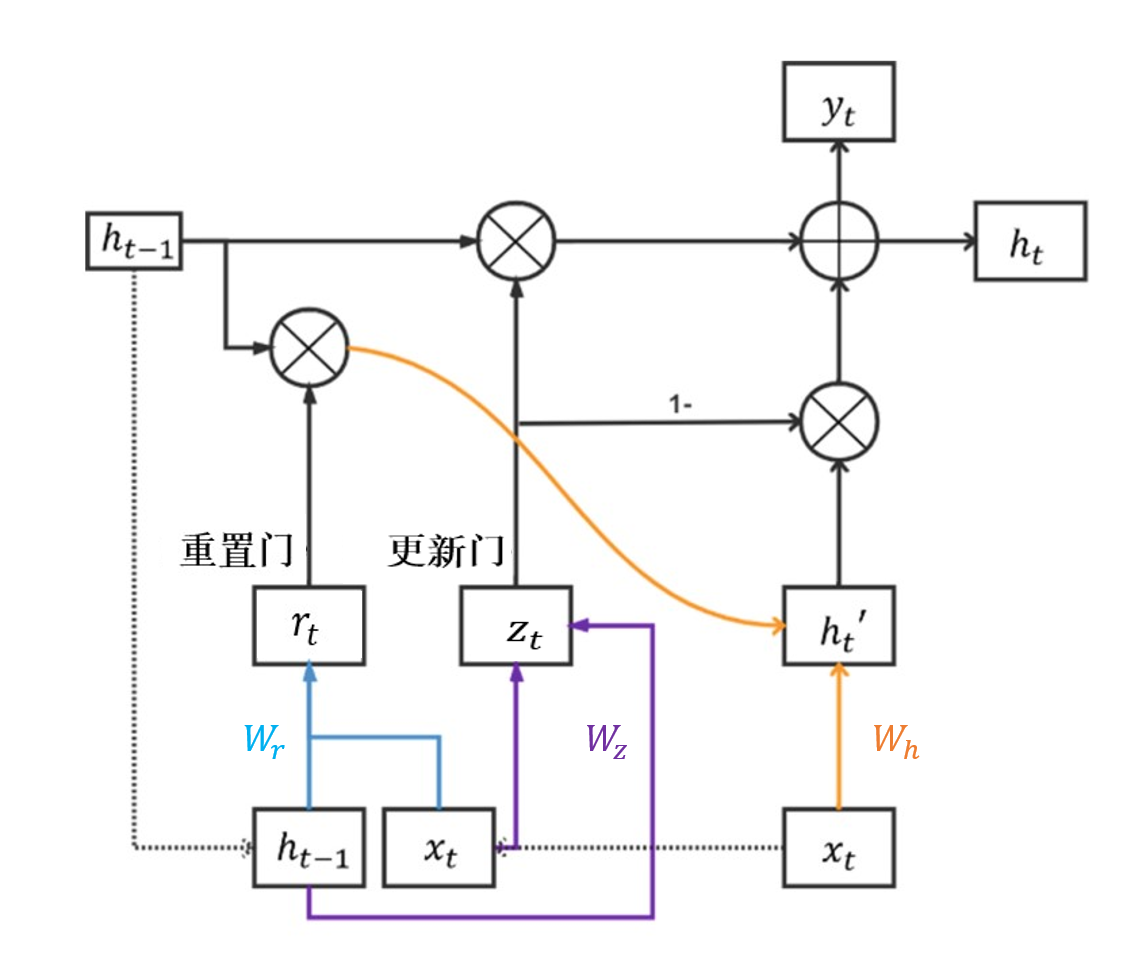 y_t
h_{t-1}
h_t
1-
重置门
更新门
r_t
z_t
h_t′
W_r
W_z
W_h
h_{t-1}
x_t
x_t